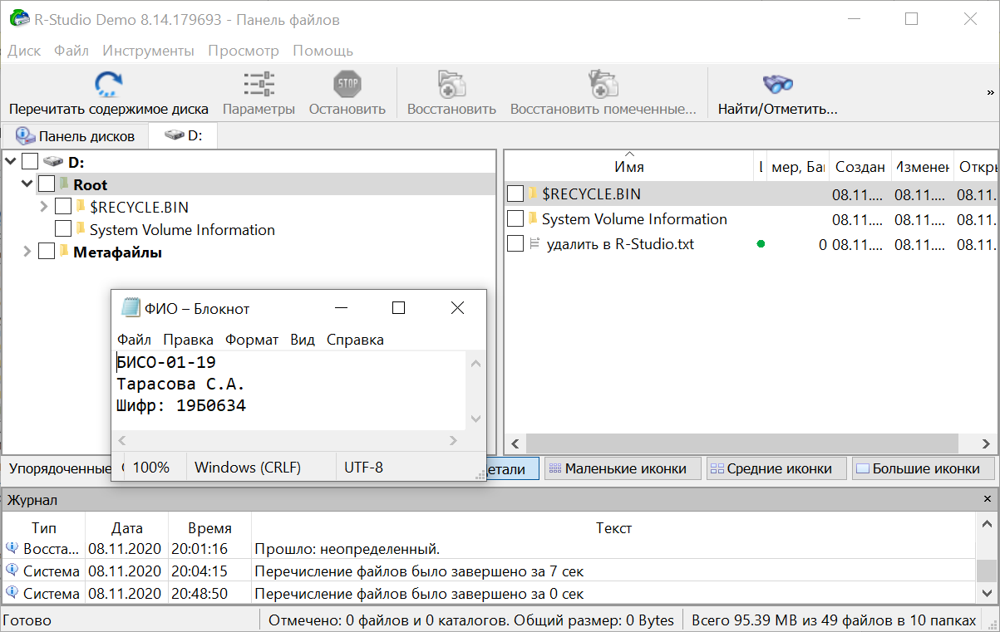 R-Studio Demo 8.14.179693 - Панель файлов
Диск Файл Инструменты Просмотр Помощь
Перечитать содержимое диска Параметры Остановить Восстановить Восстановить помеченные... Найти/Отметить... »
STOP
Панель дисков D:
D:
Root
$RECYCLE.BIN
System Volume Information
Метафайлы
Имя мер, Ба Создан Изменен Откры
$RECYCLE.BIN 08.11.... 08.11.... 08.11.
System Volume Information 08.11.... 08.11.... 08.11.
удалить в R-Studio.txt 0 08.11.... 08.11.... 08.11.
ФИО – Блокнот
Файл Правка Формат Вид Справка
БИСО-01-19
Тарасова С.А.
Шифр: 19Б0634
100% Windows (CRLF) UTF-8
Упорядоченные етали Маленькие иконки Средние иконки Большие иконки
Журнал
Тип Дата Время Текст
Восста... 08.11.2020 20:01:16 Прошло: неопределенный.
Система 08.11.2020 20:04:15 Перечисление файлов было завершено за 7 сек
Система 08.11.2020 20:48:50 Перечисление файлов было завершено за 0 сек
Готово Отмечено: 0 файлов и 0 каталогов. Общий размер: 0 Bytes Всего 95.39 MB из 49 файлов в 10 папках